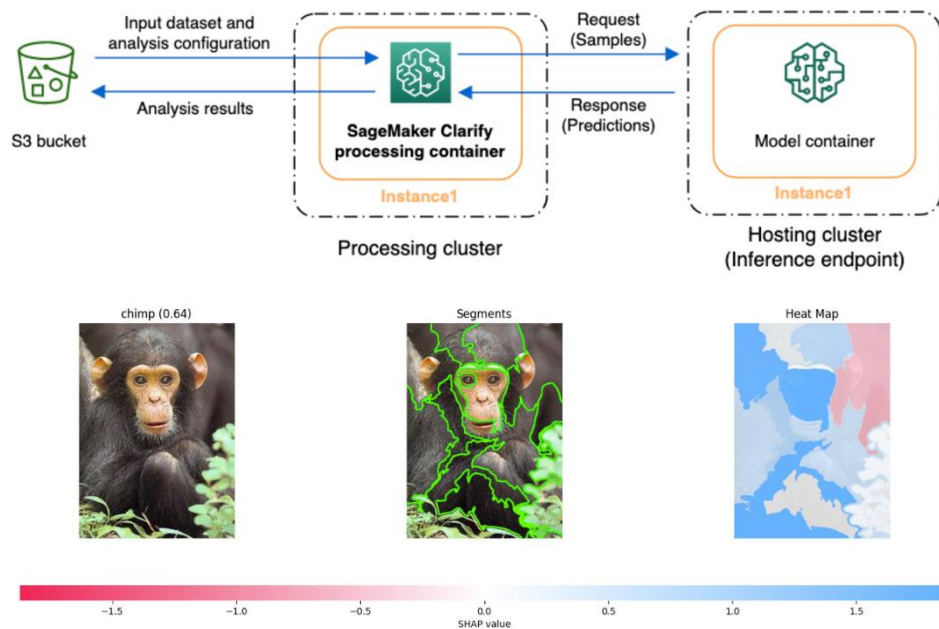 Input dataset and
analysis configuration
Analysis results
S3 bucket
SageMaker Clarify
processing container
Instance1
Processing cluster
Request
(Samples)
Response
(Predictions)
Model container
Instance1
Hosting cluster
(Inference endpoint)
chimp (0.64)
Segments
Heat Map
−1.5
−1.0
−0.5
0.0
0.5
1.0
1.5
SHAP value